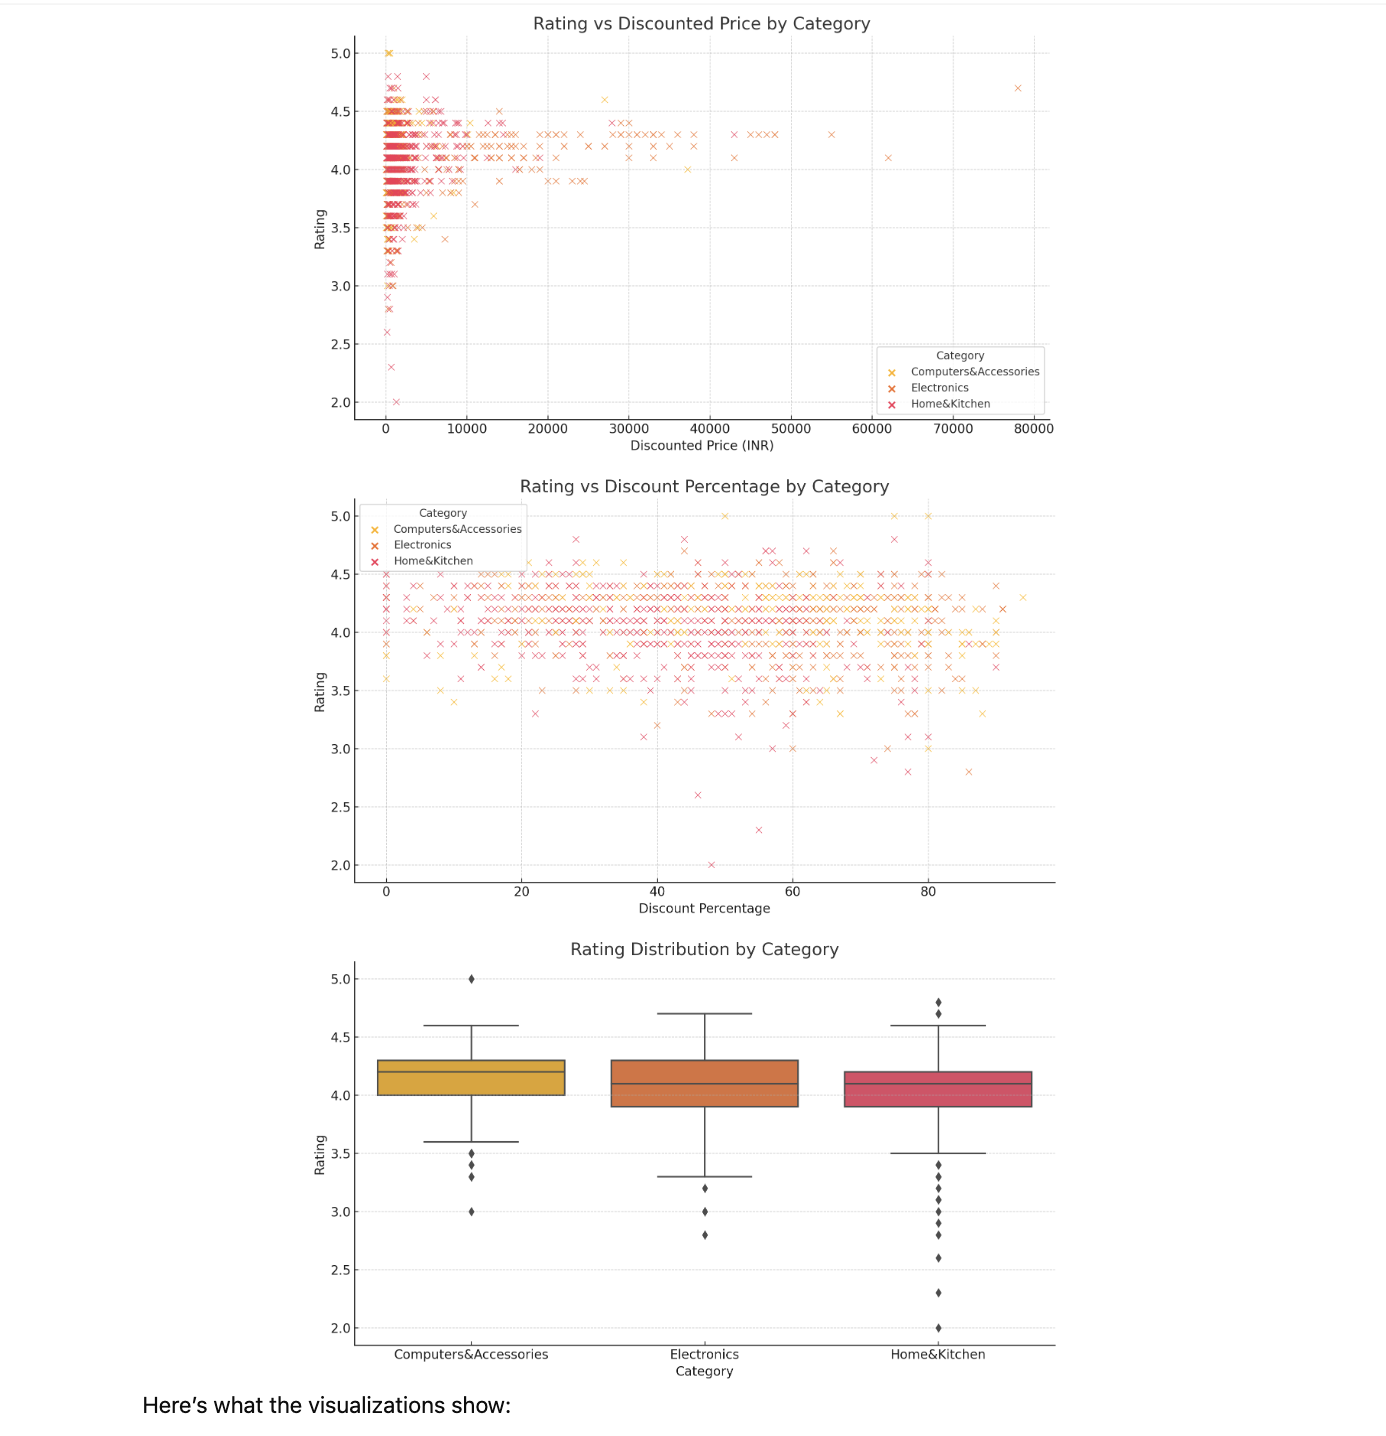 Rating vs Discounted Price by Category
5.0
4.5
4.0
3.5
3.0
2.5
2.0
Rating
Category
Computers&Accessories
Electronics
Home&Kitchen
0 10000 20000 30000 40000 50000 60000 70000 80000
Discounted Price (INR)
Rating vs Discount Percentage by Category
Category
Computers&Accessories
Electronics
Home&Kitchen
5.0
4.5
4.0
3.5
3.0
2.5
2.0
Rating
0 20 40 60 80
Discount Percentage
Rating Distribution by Category
5.0
4.5
4.0
3.5
3.0
2.5
2.0
Rating
Computers&Accessories Electronics Home&Kitchen
Category
Here’s what the visualizations show: